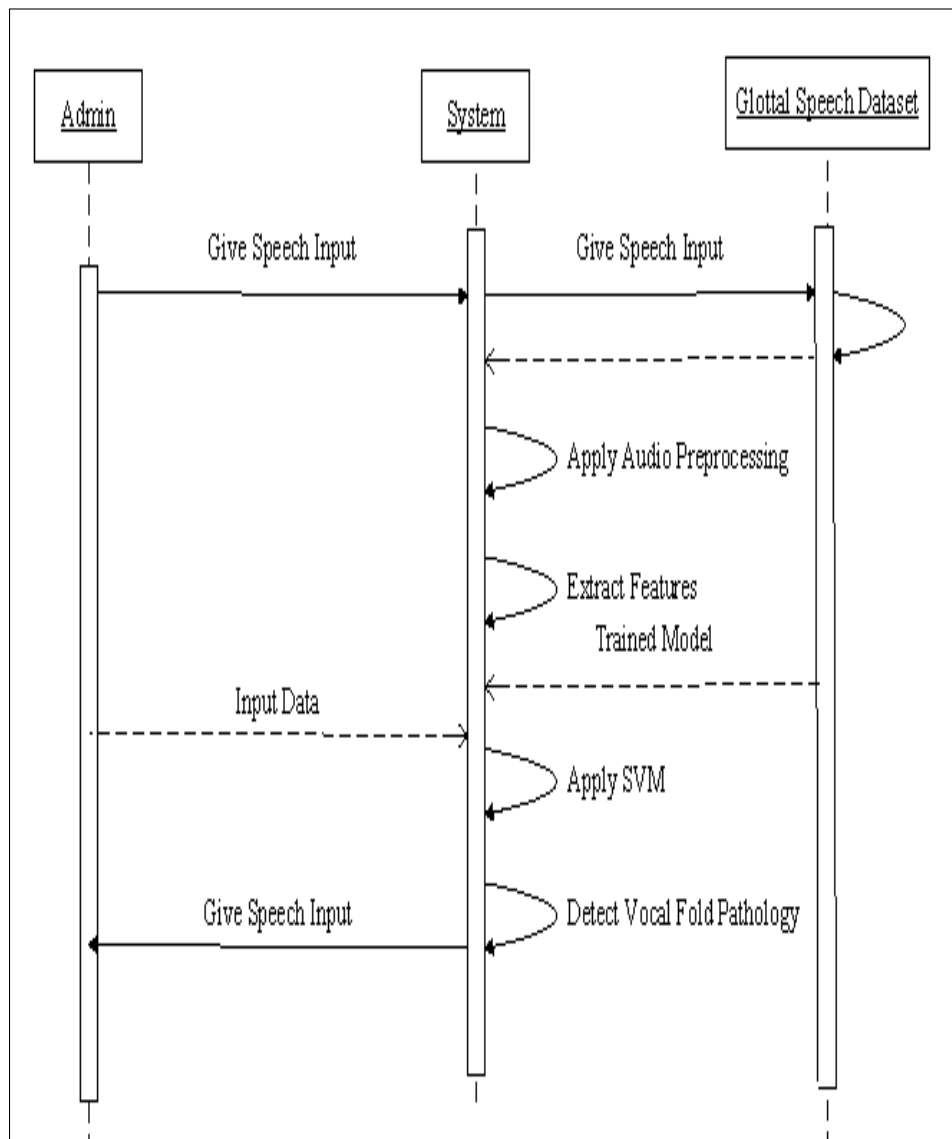 Admin
System
Glottal Speech Dataset
Give Speech Input
Give Speech Input
Apply Audio Preprocessing
Extract Features
Trained Model
Input Data
Apply SVM
Give Speech Input
Detect Vocal Fold Pathology